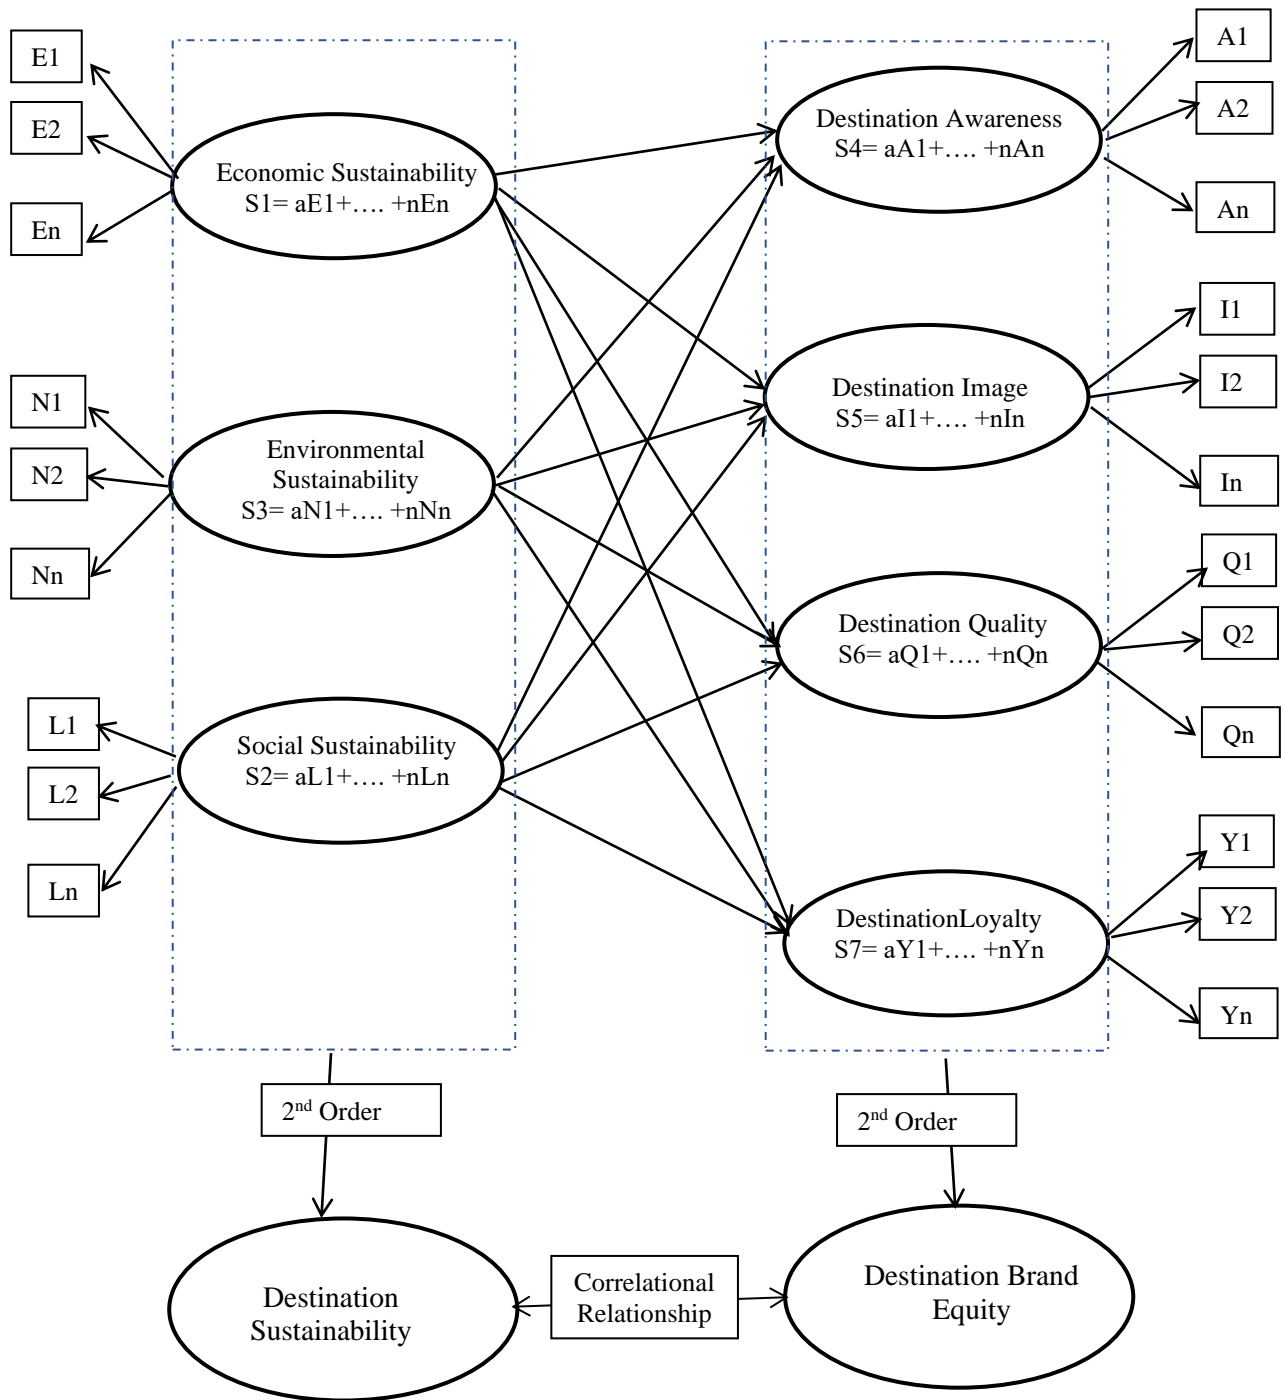 E1
E2
En
Economic Sustainability
S1= aE1+…. +nEn
N1
N2
Nn
Environmental
Sustainability
S3= aN1+…. +nNn
L1
L2
Ln
Social Sustainability
S2= aL1+…. +nLn
Destination Awareness
S4= aA1+…. +nAn
A1
A2
An
Destination Image
S5= aI1+…. +nIn
I1
I2
In
Destination Quality
S6= aQ1+…. +nQn
Q1
Q2
Qn
DestinationLoyalty
S7= aY1+…. +nYn
Y1
Y2
Yn
2nd Order
2nd Order
Destination
Sustainability
Correlational
Relationship
Destination Brand
Equity